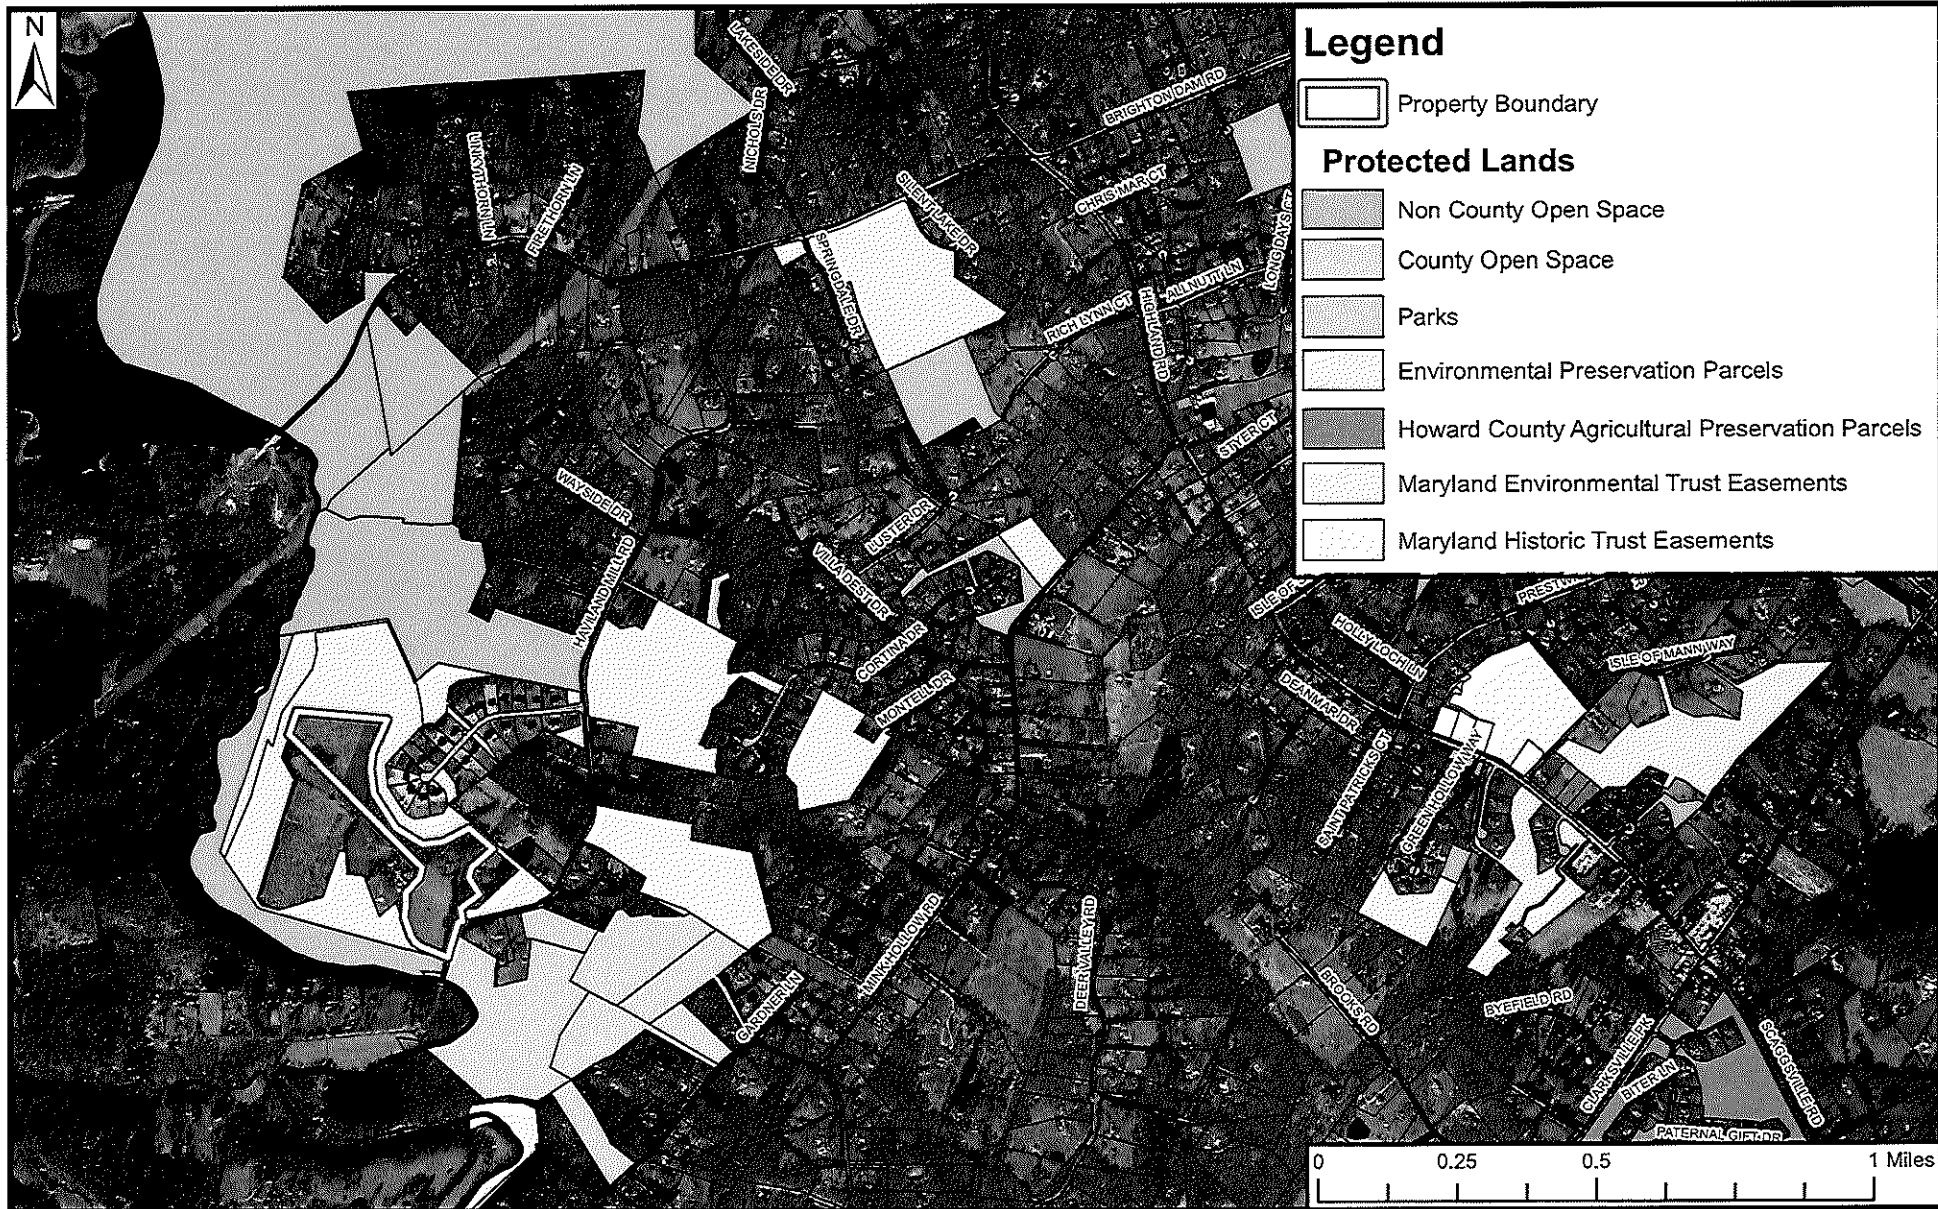 N
LAKESIDE DR
NICHOLS DR
BRIGHTON DAM RD
LINKYTHORN LN
FIRETHORN LN
SILENT LAKE DR
CHRIS MAR CT
LONG DAYS CT
SPRINGDALE DR
ALLNUTT LN
RICH LYNN CT
HIGHLAND RD
STYER CT
WAYSIDE DR
LUSTER DR
VILLA DEST DR
HAVILAND MILL RD
CORTINA DR
MONTELL DR
ISLE OF
PRESTWI
HOLLY LOCH LN
ISLE OF MANN WAY
DEANMAR DR
SAINT PATRICKS CT
GREEN HOLLOW WAY
MINK HOLLOW RD
DEER VALLEY RD
GARDNER LN
BROOKS RD
BYEFIELD RD
CLARKSVILLE PK
BITER LN
SCAGGSVILLE RD
PATERNAL GIFT DR
Legend
Property Boundary
Protected Lands
Non County Open Space
County Open Space
Parks
Environmental Preservation Parcels
Howard County Agricultural Preservation Parcels
Maryland Environmental Trust Easements
Maryland Historic Trust Easements
0 0.25 0.5 1 Miles